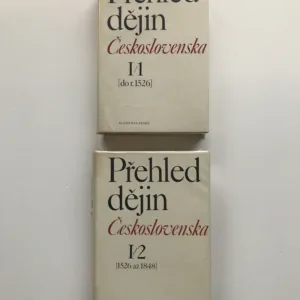 Přehled
dějin
Československa
I/1
[do r. 1526]
Přehled
dějin
Československa
I/2
[1526 až 1848]